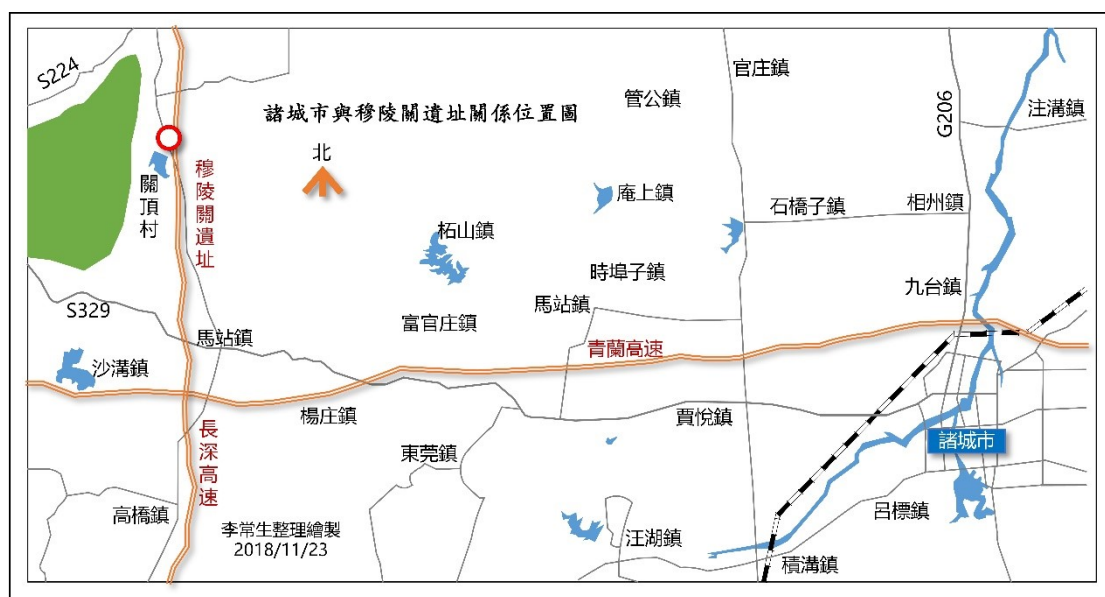 S224
官庄鎮
管公鎮
G206
注溝鎮
諸城市與穆陵關遺址關係位置圖
北
穆陵關遺址
關頂村
庵上鎮
石橋子鎮
相州鎮
柘山鎮
時埠子鎮
九台鎮
S329
馬站鎮
富官庄鎮
馬站鎮
青蘭高速
沙溝鎮
楊庄鎮
賈悅鎮
長深高速
東莞鎮
諸城市
高橋鎮
李常生整理繪製
2018/11/23
汪湖鎮
呂標鎮
積溝鎮